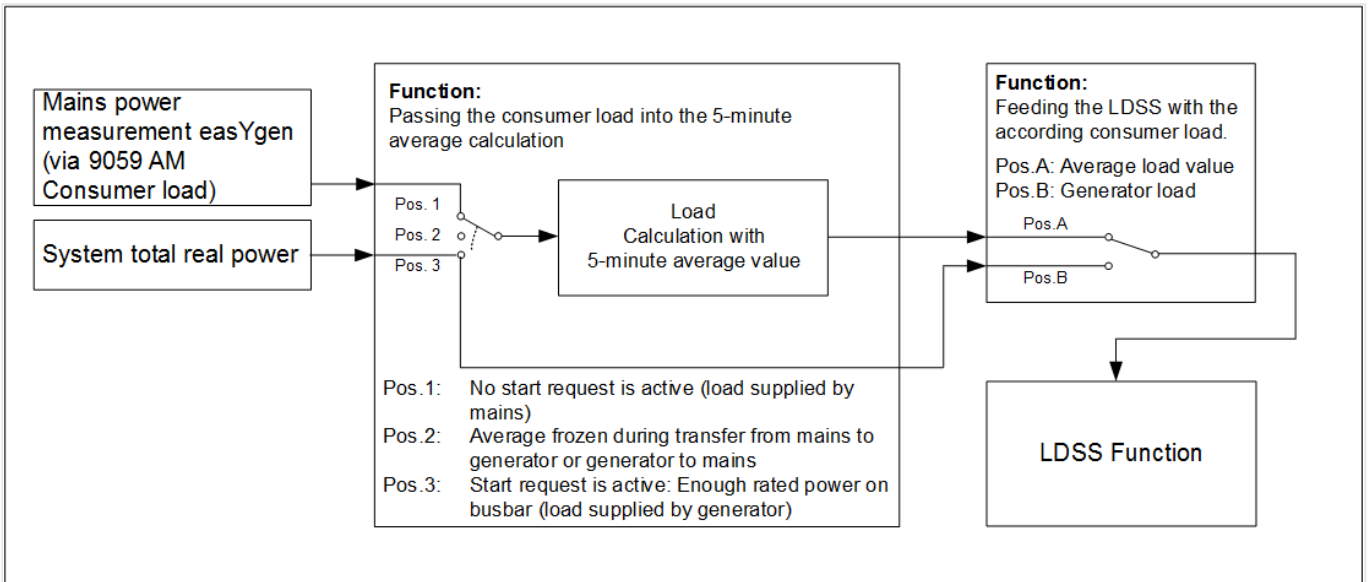 Mains power
measurement easYgen
(via 9059 AM
Consumer load)
System total real power
Function:
Passing the consumer load into the 5-minute
average calculation
Pos. 1
Pos. 2
Pos. 3
Load
Calculation with
5-minute average value
Pos.1: No start request is active (load supplied by
mains)
Pos.2: Average frozen during transfer from mains to
generator or generator to mains
Pos.3: Start request is active: Enough rated power on
busbar (load supplied by generator)
Function:
Feeding the LDSS with the
according consumer load.
Pos.A: Average load value
Pos.B: Generator load
Pos.A
Pos.B
LDSS Function